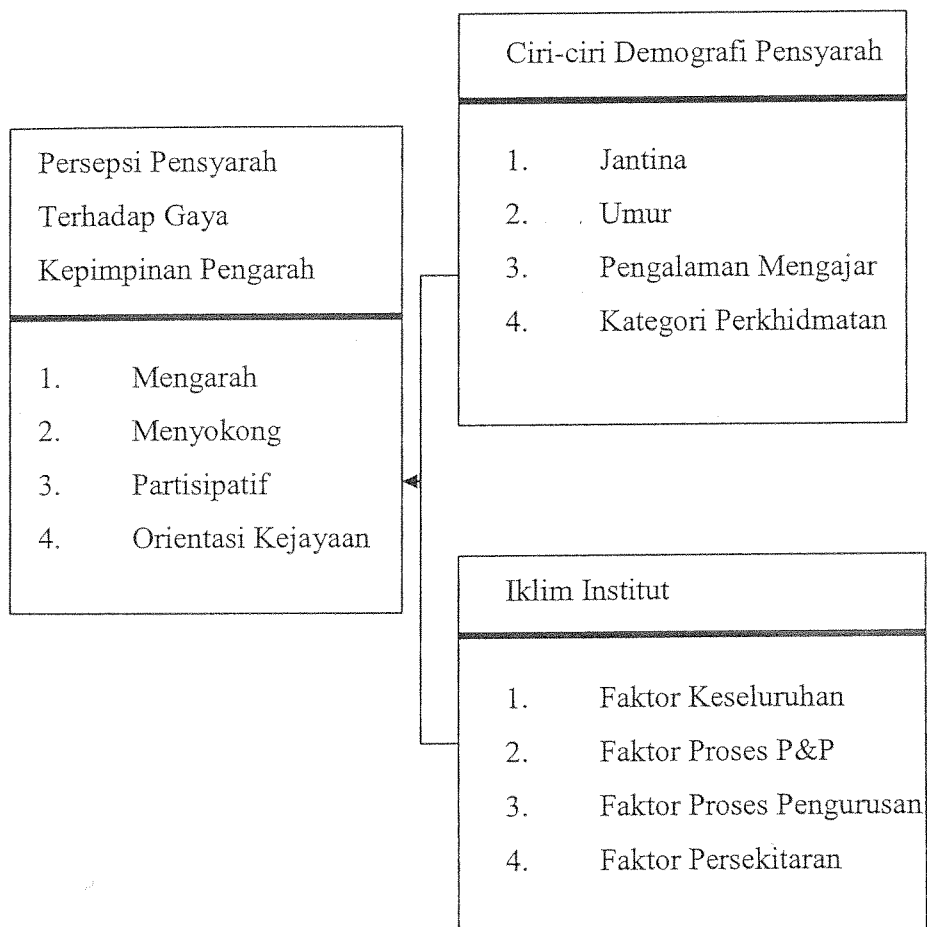 Ciri-ciri Demografi Pensyarah
1. Jantina
2. Umur
3. Pengalaman Mengajar
4. Kategori Perkhidmatan
Persepsi Pensyarah
Terhadap Gaya
Kepimpinan Pengarah
1. Mengarah
2. Menyokong
3. Partisipatif
4. Orientasi Kejayaan
Iklim Institut
1. Faktor Keseluruhan
2. Faktor Proses P&P
3. Faktor Proses Pengurusan
4. Faktor Persekitaran